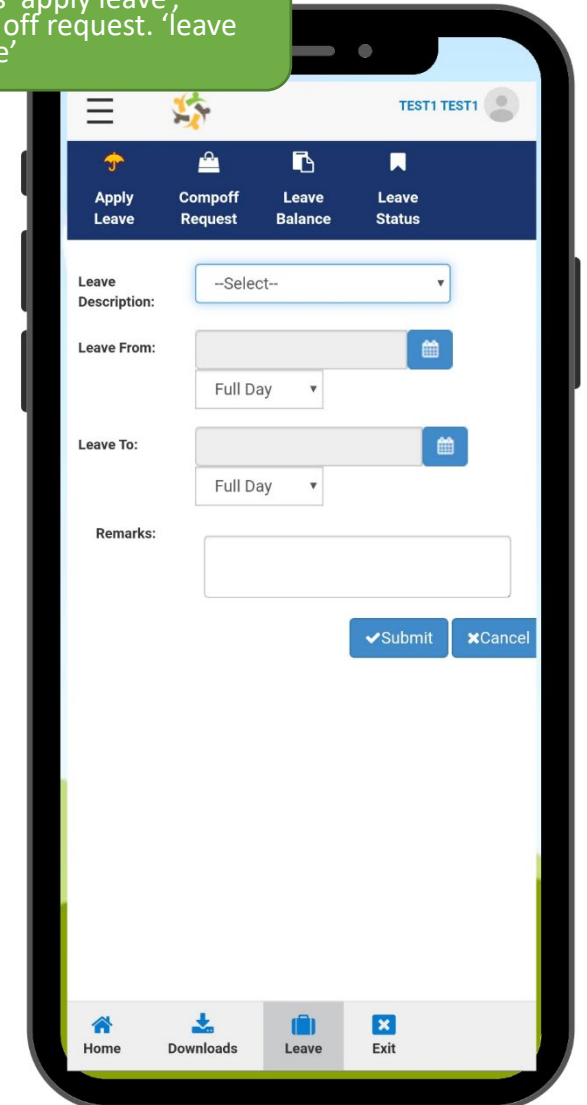 'apply leave',
off request. ‘leave
TEST1 TEST1
Apply Leave
Compoff Request
Leave Balance
Leave Status
Leave Description:
--Select--
Leave From:
Full Day
Leave To:
Full Day
Remarks:
Submit
Cancel
Home
Downloads
Leave
Exit